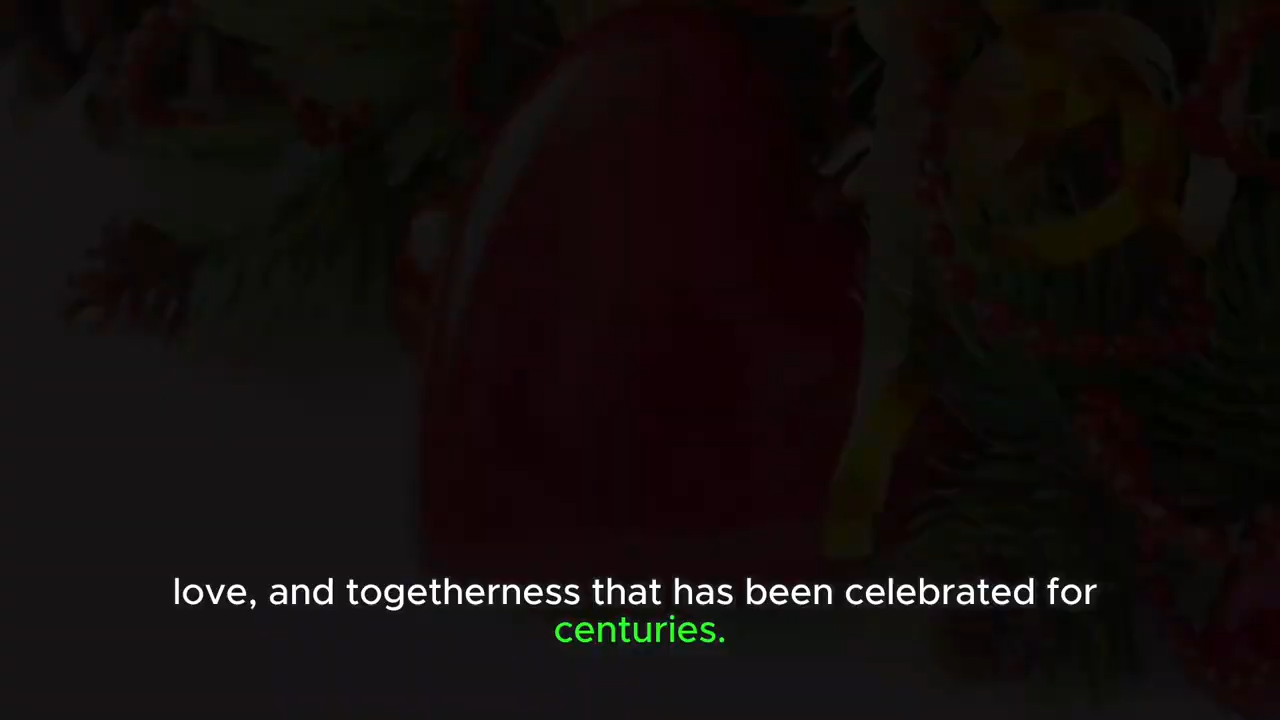 love, and togetherness that has been celebrated for
centuries.